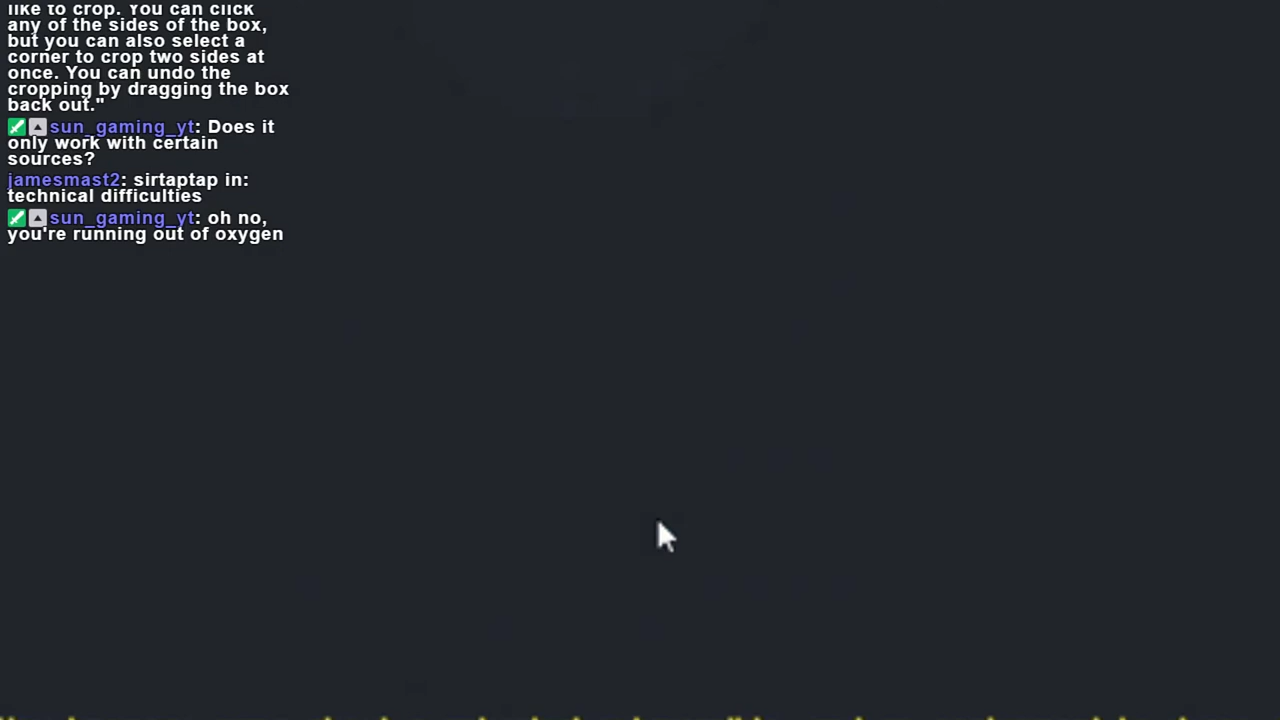 like to crop. You can click
any of the sides of the box,
but you can also select a
corner to crop two sides at
once. You can undo the
cropping by dragging the box
back out."
sun_gaming_yt: Does it
only work with certain
sources?
jamesmast2: sirtaptap in:
technical difficulties
sun_gaming_yt: oh no,
you're running out of oxygen